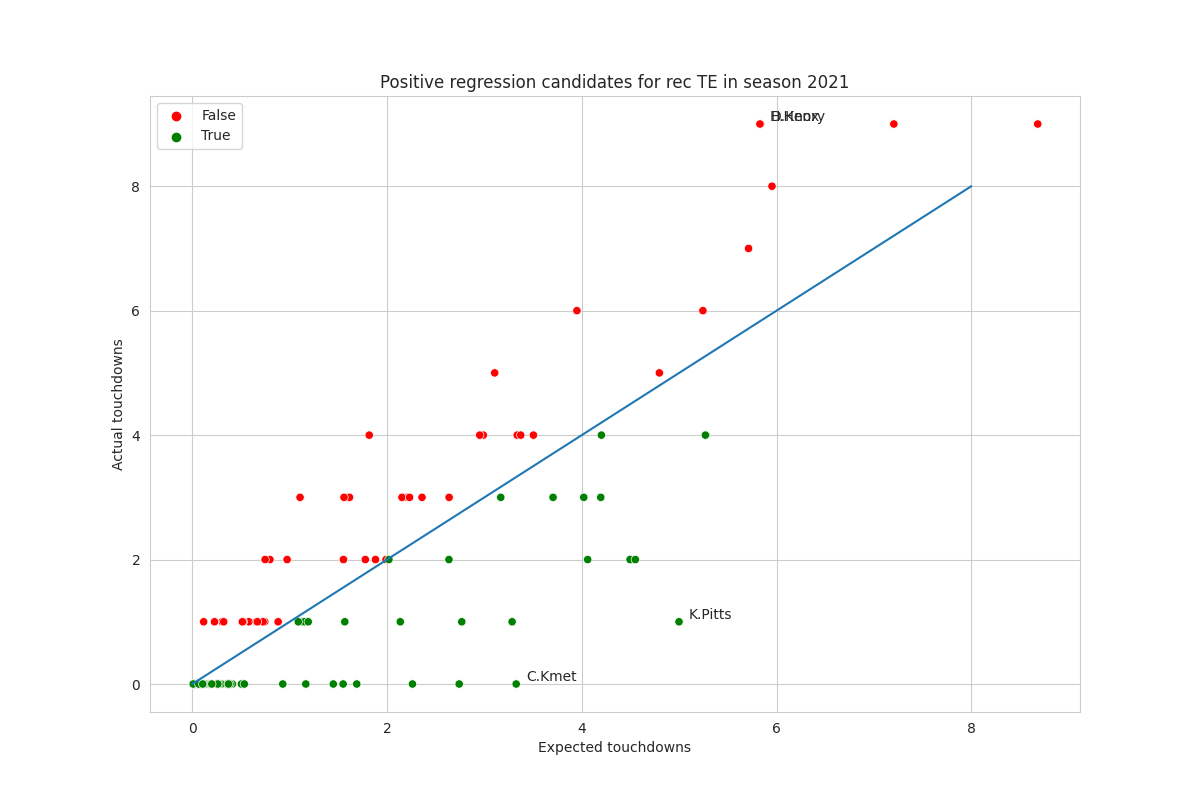 Positive regression candidates for rec TE in season 2021
False
True
K.Pitts
C.Kmet
8
6
4
2
0
Actual touchdowns
0
2
4
6
8
Expected touchdowns